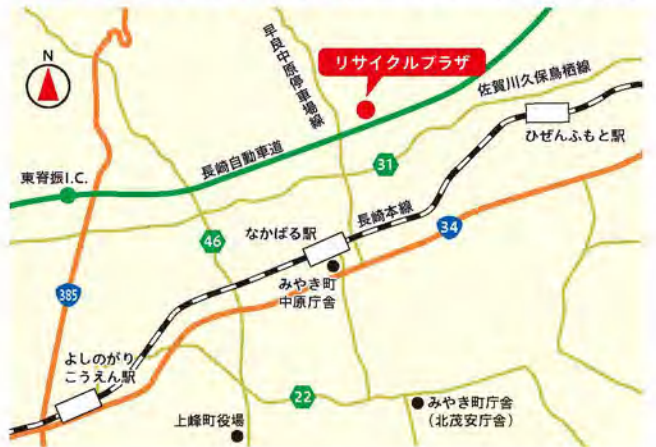 N
早良中原停車場線
リサイクルプラザ
佐賀川久保鳥栖線
ひぜんふもと駅
長崎自動車道
東脊振I.C.
31
長崎本線
46
なかばる駅
34
みやき町
中原庁舎
385
よしのがり
こうえん駅
22
上峰町役場
みやき町庁舎
（北茂安庁舎）